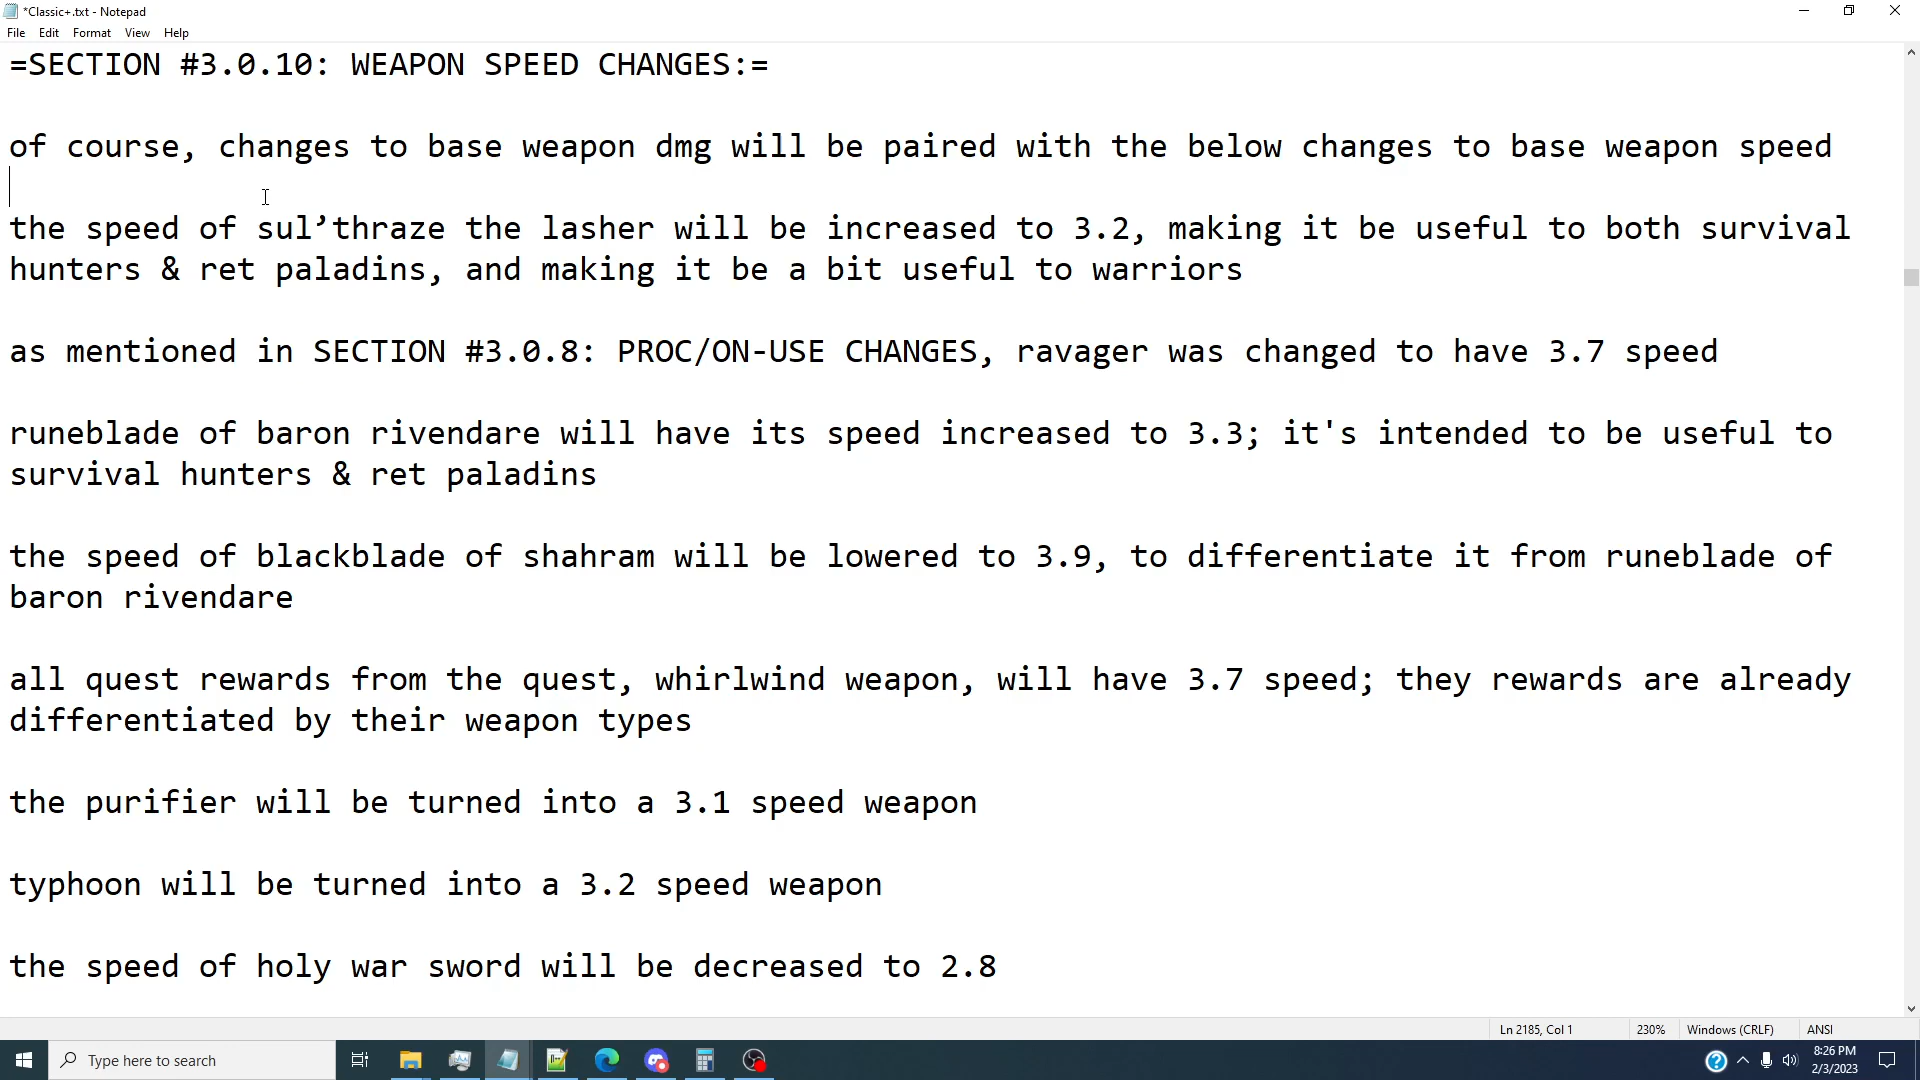 *Classic+.txt - Notepad
File Edit Format View Help
=SECTION #3.0.10: WEAPON SPEED CHANGES:=
of course, changes to base weapon dmg will be paired with the below changes to base weapon speed
the speed of sul’thraze the lasher will be increased to 3.2, making it be useful to both survival
hunters & ret paladins, and making it be a bit useful to warriors
as mentioned in SECTION #3.0.8: PROC/ON-USE CHANGES, ravager was changed to have 3.7 speed
runeblade of baron rivendare will have its speed increased to 3.3; it's intended to be useful to
survival hunters & ret paladins
the speed of blackblade of shahram will be lowered to 3.9, to differentiate it from runeblade of
baron rivendare
all quest rewards from the quest, whirlwind weapon, will have 3.7 speed; they rewards are already
differentiated by their weapon types
the purifier will be turned into a 3.1 speed weapon
typhoon will be turned into a 3.2 speed weapon
the speed of holy war sword will be decreased to 2.8
Ln 2185, Col 1 230% Windows (CRLF) ANSI
Type here to search
8:26 PM
2/3/2023